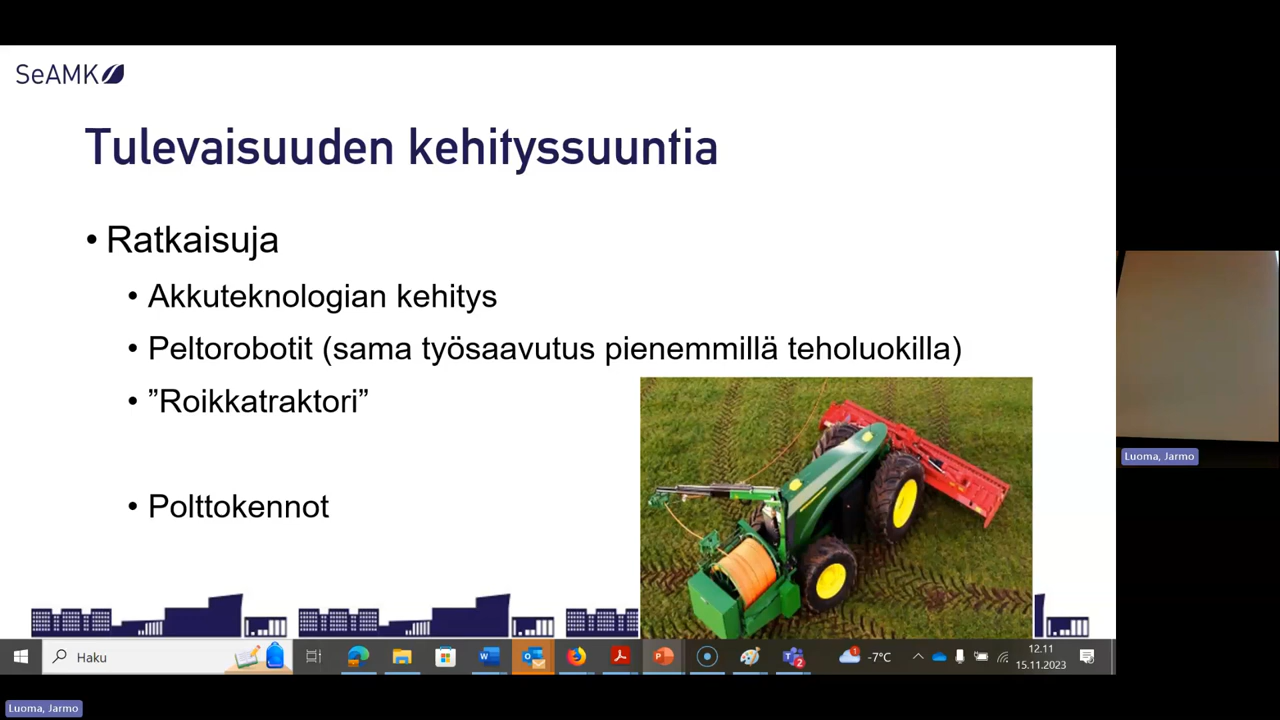 SeAMK
Tulevaisuuden kehityssuuntia
• Ratkaisuja
• Akkuteknologian kehitys
• Peltorobotit (sama työsaavutus pienemmillä teholuokilla)
• ”Roikkatraktori”
• Polttokennot
Luoma, Jarmo
Haku
-7°C
12.11
15.11.2023
Luoma, Jarmo